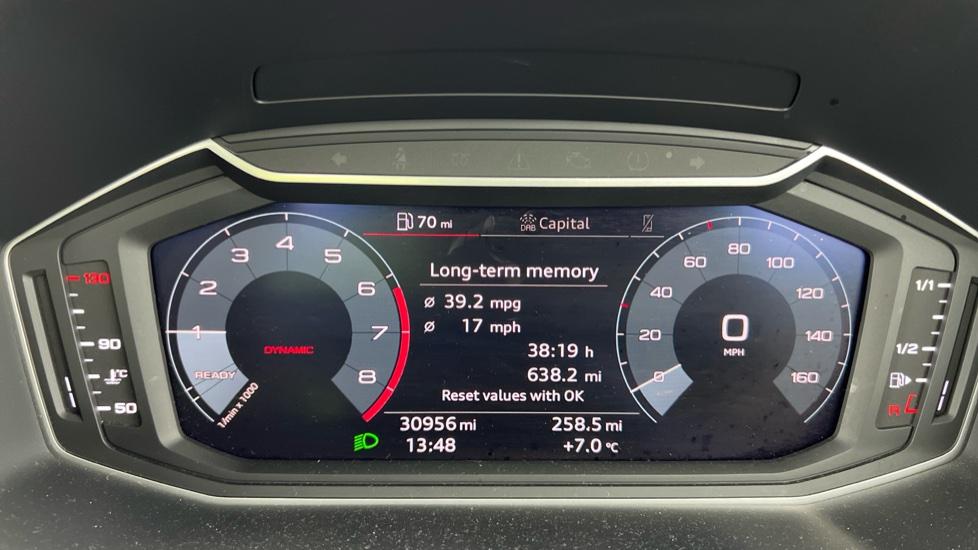 70 mi
DAB Capital
Long-term memory
ø 39.2 mpg
ø 17 mph
38:19 h
638.2 mi
Reset values with OK
30956 mi 258.5 mi
13:48 +7.0 °C
1
2
3
4
5
6
7
8
READY
DYNAMIC
1/min x 1000
0
20
40
60
80
100
120
140
160
0
MPH
130
90
°C
50
1/1
1/2
R